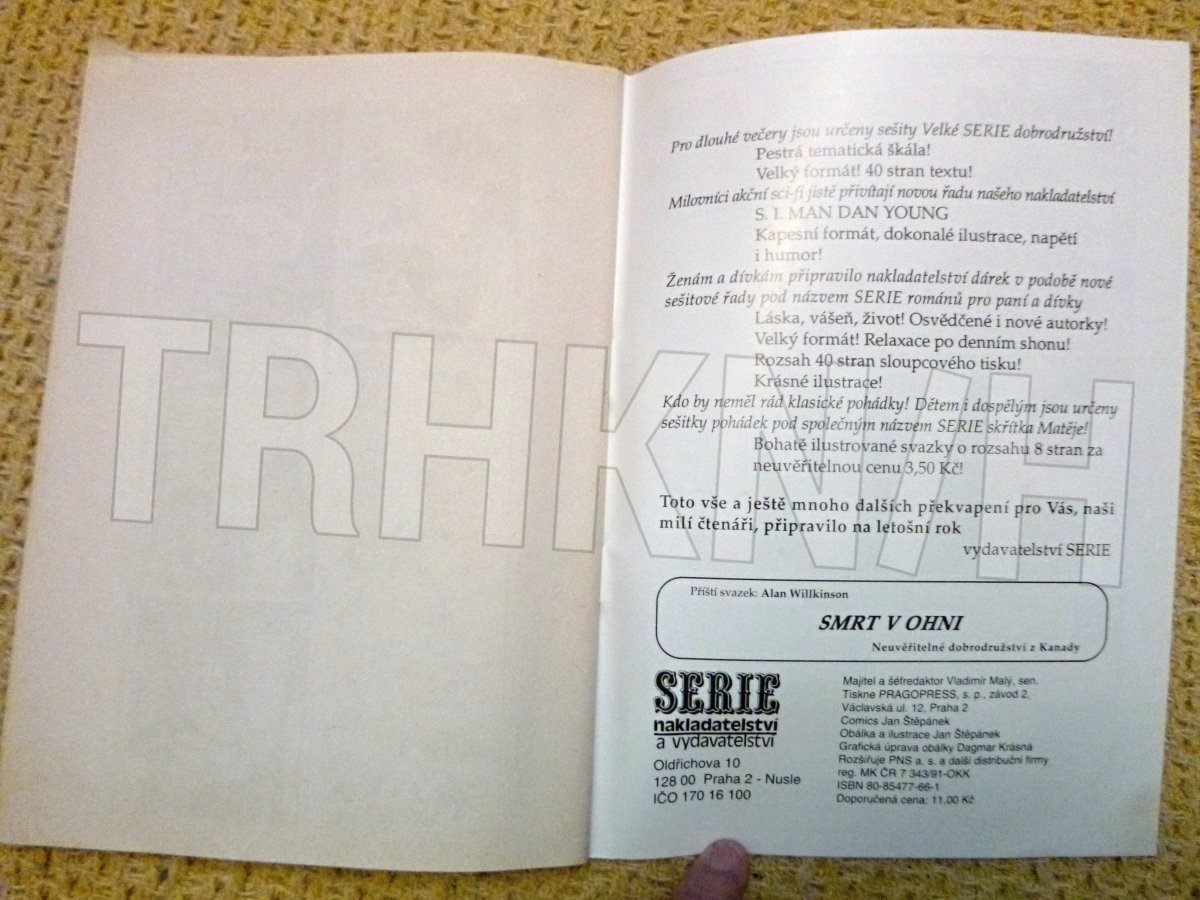 Pro dlouhé večery jsou určeny sešity Velké SERIE dobrodružství!
Pestrá tematická škála!
Velký formát! 40 stran textu!
Milovníci akční sci-fi jistě přivítají novou řadu našeho nakladatelství
S. I. MAN DAN YOUNG
Kapesní formát, dokonalé ilustrace, napětí
i humor!
Ženám a dívkám připravilo nakladatelství dárek v podobě nové
sešitové řady pod názvem SERIE románů pro paní a dívky
Láska, vášeň, život! Osvědčené i nové autorky!
Velký formát! Relaxace po denním shonu!
Rozsah 40 stran sloupcového tisku!
Krásné ilustrace!
Kdo by neměl rád klasické pohádky! Dětem i dospělým jsou určeny
sešitky pohádek pod společným názvem SERIE skřítka Matěje!
Bohatě ilustrované svazky o rozsahu 8 stran za
neuvěřitelnou cenu 3,50 Kč!
Toto vše a ještě mnoho dalších překvapení pro Vás, naši
milí čtenáři, připravilo na letošní rok
vydavatelství SERIE
Příští svazek: Alan Willkinson
SMRT V OHNI
Neuvěřitelné dobrodružství z Kanady
SERIE
nakladatelství
a vydavatelství
Oldřichova 10
128 00 Praha 2 - Nusle
IČO 170 16 100
Majitel a šéfredaktor Vladimír Malý, sen.
Tiskne PRAGOPRESS, s. p., závod 2,
Václavská ul. 12, Praha 2
Comics Jan Štěpánek
Obálka a ilustrace Jan Štěpánek
Grafická úprava obálky Dagmar Krásná
Rozšiřuje PNS a. s. a další distribuční firmy
reg. MK ČR 7 343/91-OKK
ISBN 80-85477-66-1
Doporučená cena: 11,00 Kč